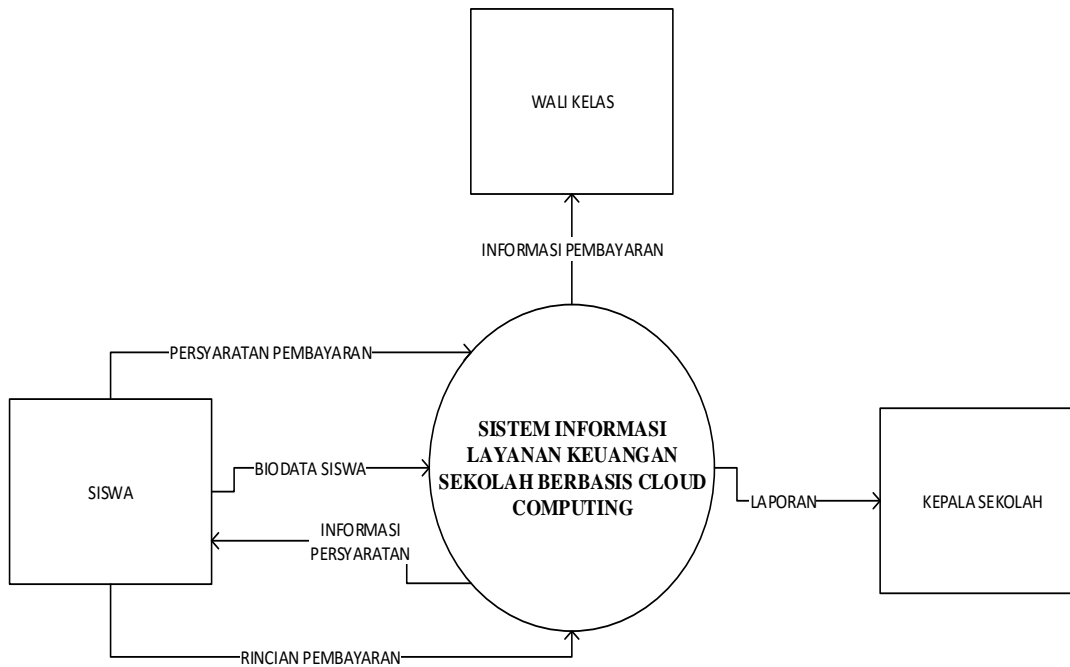 WALI KELAS
INFORMASI PEMBAYARAN
PERSYARATAN PEMBAYARAN
SISTEM INFORMASI
LAYANAN KEUANGAN
SEKOLAH BERBASIS CLOUD
COMPUTING
BIODATA SISWA
SISWA
LAPORAN
KEPALA SEKOLAH
INFORMASI
PERSYARATAN
RINCIAN PEMBAYARAN